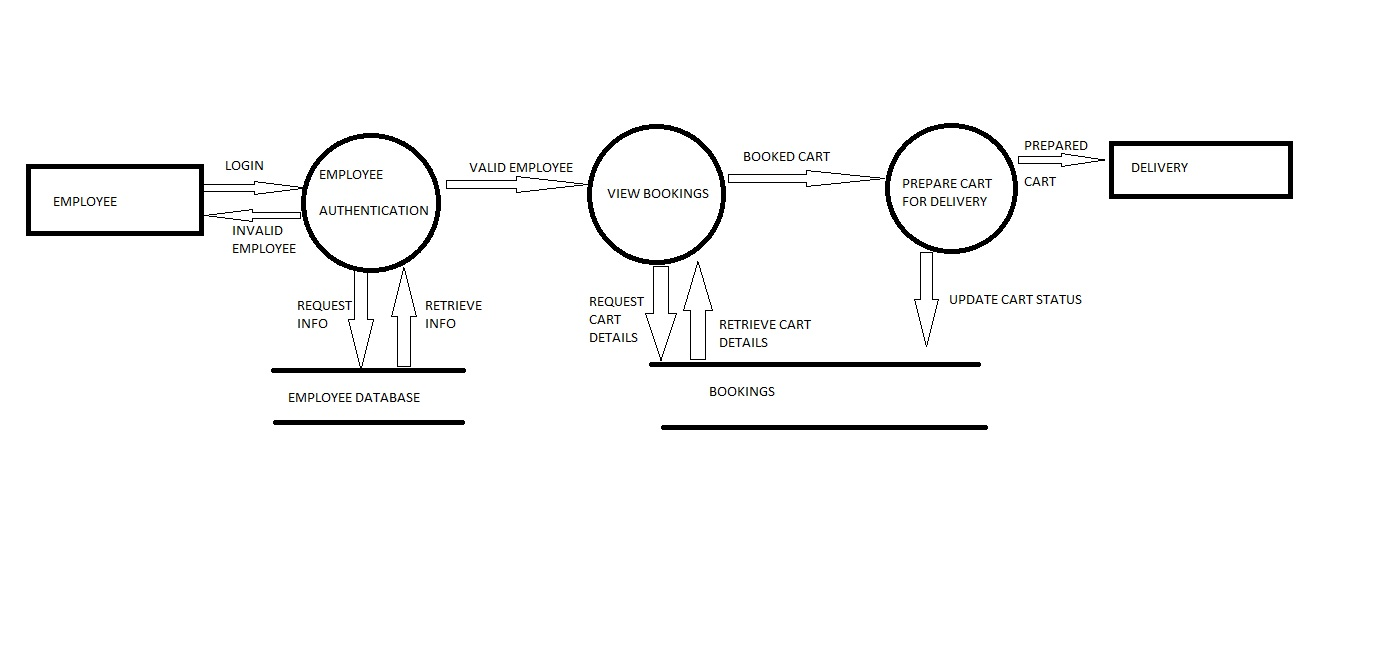 EMPLOYEE
LOGIN
INVALID
EMPLOYEE
EMPLOYEE
AUTHENTICATION
REQUEST
INFO
RETRIEVE
INFO
EMPLOYEE DATABASE
VALID EMPLOYEE
VIEW BOOKINGS
REQUEST
CART
DETAILS
RETRIEVE CART
DETAILS
BOOKINGS
BOOKED CART
PREPARE CART
FOR DELIVERY
UPDATE CART STATUS
PREPARED
CART
DELIVERY